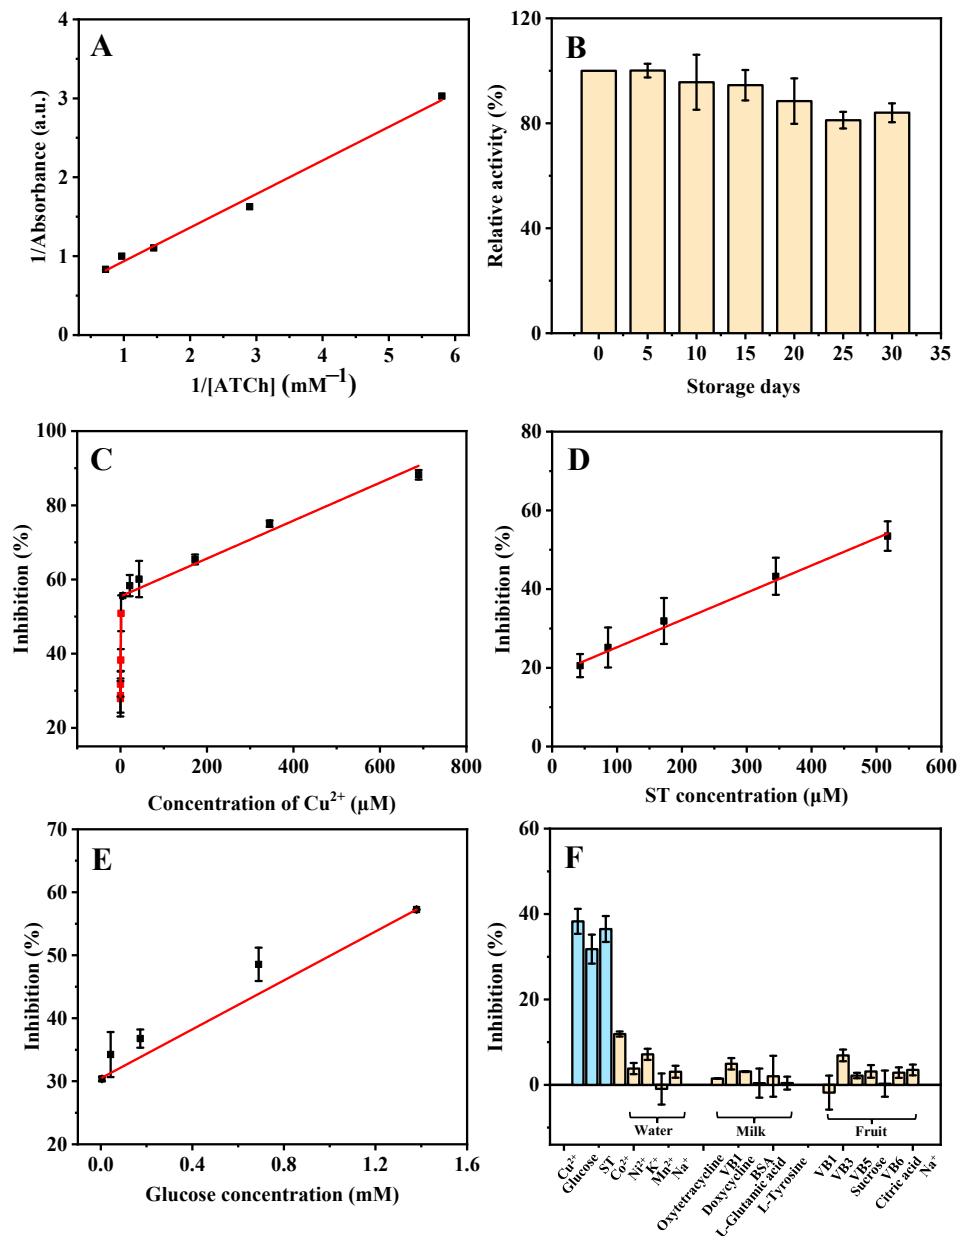 A
1/Absorbance (a.u.)
4
3
2
1
0
1 2 3 4 5 6
1/[ATCh] (mM⁻¹)
B
Relative activity (%)
120
80
40
0
0 5 10 15 20 25 30 35
Storage days
C
Inhibition (%)
100
80
60
40
20
0 200 400 600 800
Concentration of Cu²⁺ (μM)
D
Inhibition (%)
80
60
40
20
0
0 100 200 300 400 500 600
ST concentration (μM)
E
Inhibition (%)
70
60
50
40
30
20
0.0 0.4 0.8 1.2 1.6
Glucose concentration (mM)
F
Inhibition (%)
60
40
20
0
Water Milk Fruit
Cu²⁺
Glucose
ST
Co²⁺
Ni²⁺
K⁺
Mn²⁺
Na⁺
Oxytetracycline
VB1
Doxycycline
BSA
L-Glutamic acid
L-Tyrosine
VB1
VB3
VB5
Sucrose
VB6
Citric acid
Na⁺